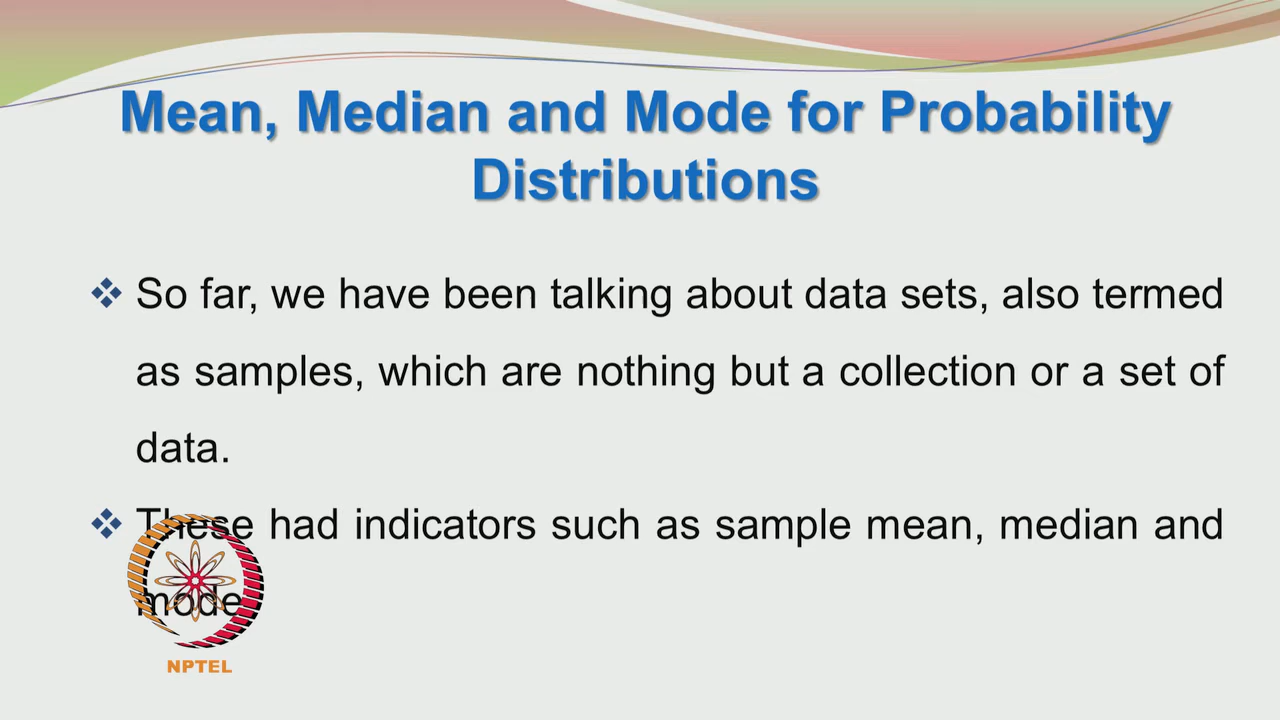 Mean, Median and Mode for Probability
Distributions
❖ So far, we have been talking about data sets, also termed
as samples, which are nothing but a collection or a set of
data.
❖ These had indicators such as sample mean, median and
mode
NPTEL